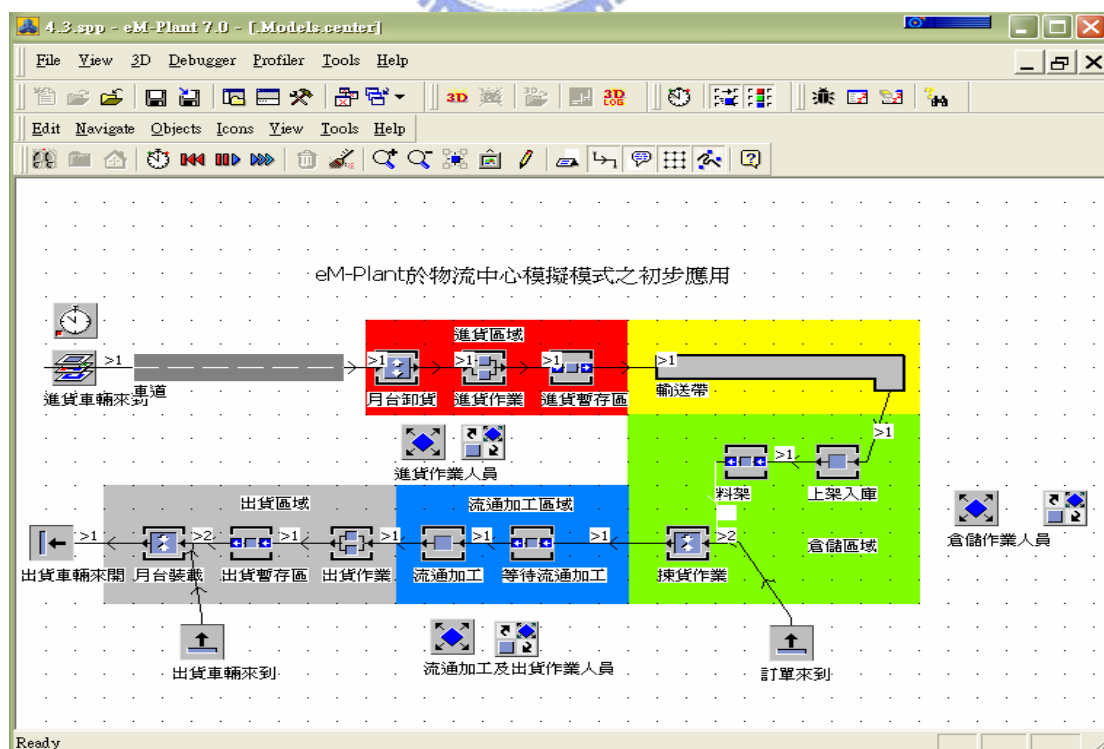 4.3.spp - eM-Plant 7.0 - [.Models.center]
File View 3D Debugger Profiler Tools Help
3D 3D 3D LOG
Edit Navigate Objects Icons View Tools Help
eM-Plant於物流中心模擬模式之初步應用
進貨區域
>1 >1 >1 >1 >1
進貨車輛來到 車道 月台卸貨 進貨作業 進貨暫存區 輸送帶
>1
>1
進貨作業人員
料架 上架入庫
出貨區域 流通加工區域
倉儲作業人員
>1 >2 >1 >1 >1 >1 >2
倉儲區域
出貨車輛來開 月台裝載 出貨暫存區 出貨作業 流通加工 等待流通加工 揀貨作業
出貨車輛來到 流通加工及出貨作業人員 訂單來到
Ready